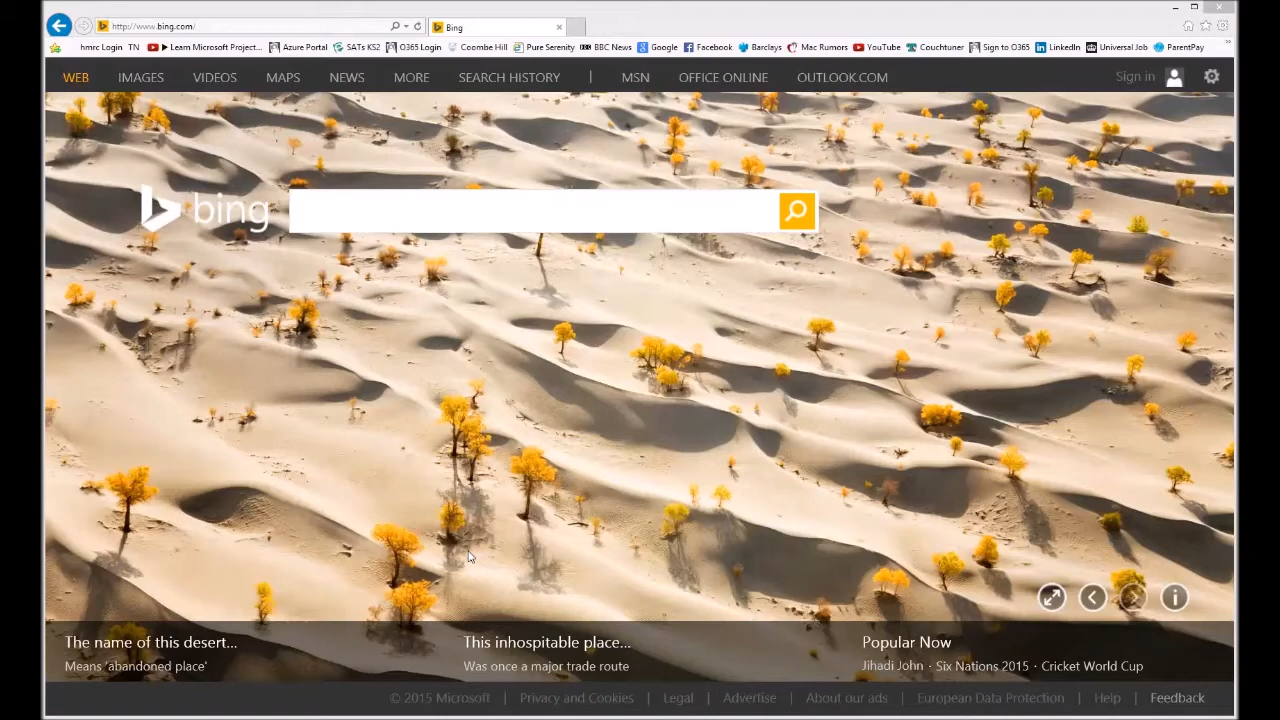 http://www.bing.com/
Bing
hmrc Login TN Learn Microsoft Project... Azure Portal SATs KS2 O365 Login Coombe Hill Pure Serenity BBC News Google Facebook Barclays Mac Rumors YouTube Couchtuner Sign to O365 LinkedIn Universal Job ParentPay
WEB IMAGES VIDEOS MAPS NEWS MORE SEARCH HISTORY | MSN OFFICE ONLINE OUTLOOK.COM Sign in
bing
The name of this desert...
Means 'abandoned place'
This inhospitable place...
Was once a major trade route
Popular Now
Jihadi John · Six Nations 2015 · Cricket World Cup
© 2015 Microsoft | Privacy and Cookies | Legal | Advertise | About our ads | European Data Protection | Help | Feedback